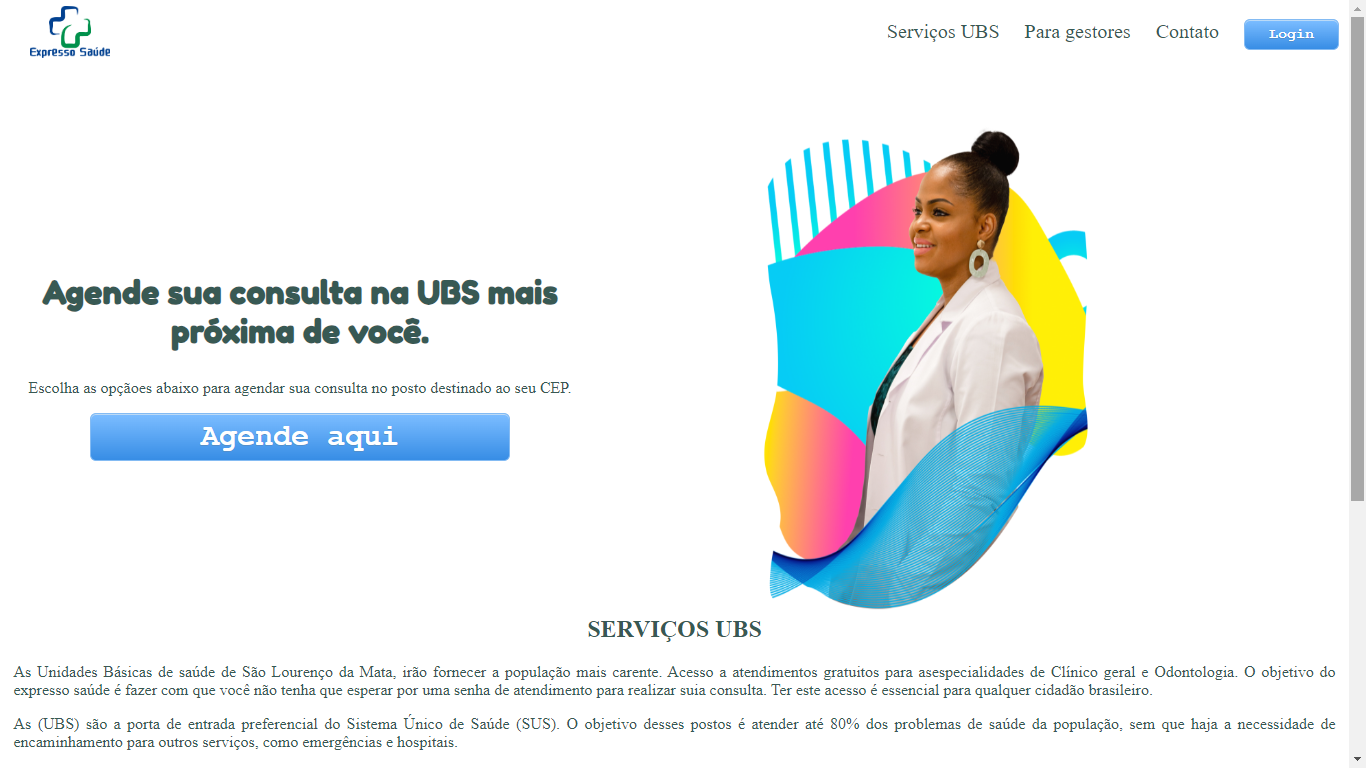 Expresso Saúde
Serviços UBS
Para gestores
Contato
Login
Agende sua consulta na UBS mais
próxima de você.
Escolha as opçãoes abaixo para agendar sua consulta no posto destinado ao seu CEP.
Agende aqui
SERVIÇOS UBS
As Unidades Básicas de saúde de São Lourenço da Mata, irão fornecer a população mais carente. Acesso a atendimentos gratuitos para asespecialidades de Clínico geral e Odontologia. O objetivo do
expresso saúde é fazer com que você não tenha que esperar por uma senha de atendimento para realizar suia consulta. Ter este acesso é essencial para qualquer cidadão brasileiro.
As (UBS) são a porta de entrada preferencial do Sistema Único de Saúde (SUS). O objetivo desses postos é atender até 80% dos problemas de saúde da população, sem que haja a necessidade de
encaminhamento para outros serviços, como emergências e hospitais.